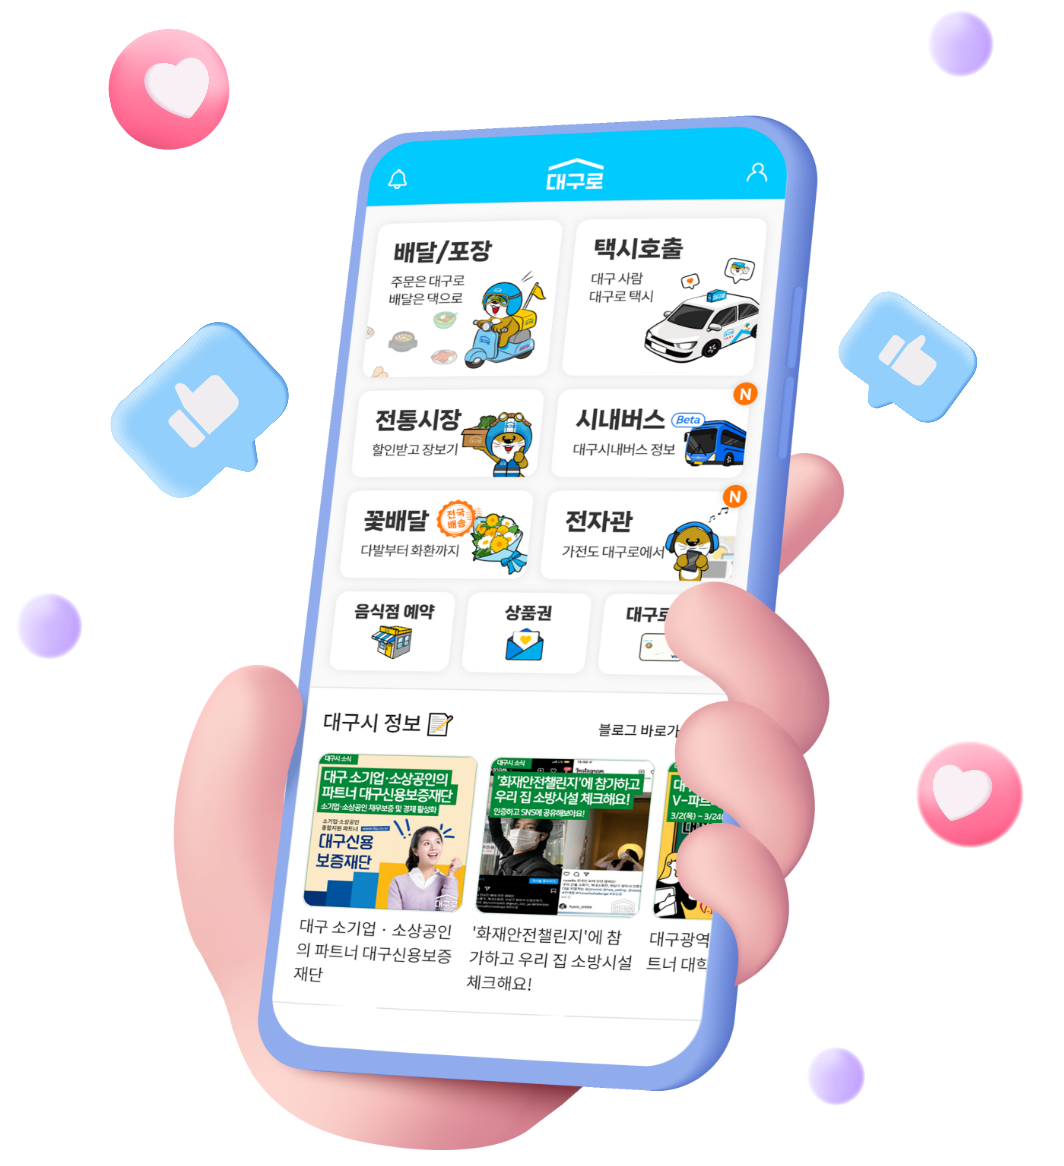 대구로
배달/포장
주문은 대구로
배달은 댁으로
택시호출
대구 사람
대구로 택시
전통시장
할인받고 장보기
시내버스 Beta
대구시내버스 정보
N
꽃배달
전국
배송
다발부터 화환까지
전자관
가전도 대구로에서
N
음식점 예약
상품권
대구로
대구시 정보
블로그 바로가
대구시 소식
대구 소기업·소상공인의
파트너 대구신용보증재단
소기업·소상공인 채무보증 및 경제 활성화
소기업·소상공인
종합지원 파트너
대구신용
보증재단
대구로
대구시 소식
'화재안전챌린지'에 참가하고
우리 집 소방시설 체크해요!
인증하고 SNS에 공유해보아요!
Instagram
3/2(목) ~ 3/24(
대구 소기업 · 소상공인
의 파트너 대구신용보증
재단
'화재안전챌린지'에 참
가하고 우리 집 소방시설
체크해요!
대구광역
트너 대학